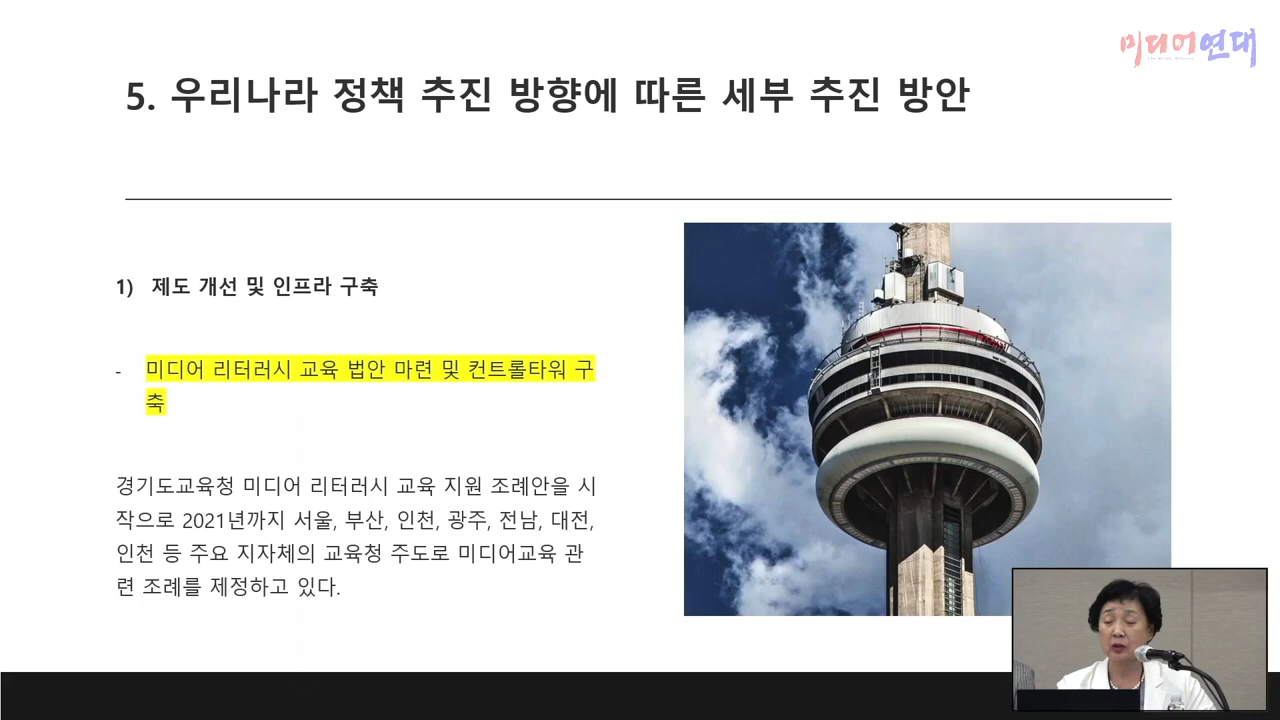 미디어연대
5. 우리나라 정책 추진 방향에 따른 세부 추진 방안
1) 제도 개선 및 인프라 구축
- 미디어 리터러시 교육 법안 마련 및 컨트롤타워 구
축
경기도교육청 미디어 리터러시 교육 지원 조례안을 시
작으로 2021년까지 서울, 부산, 인천, 광주, 전남, 대전,
인천 등 주요 지자체의 교육청 주도로 미디어교육 관
련 조례를 제정하고 있다.